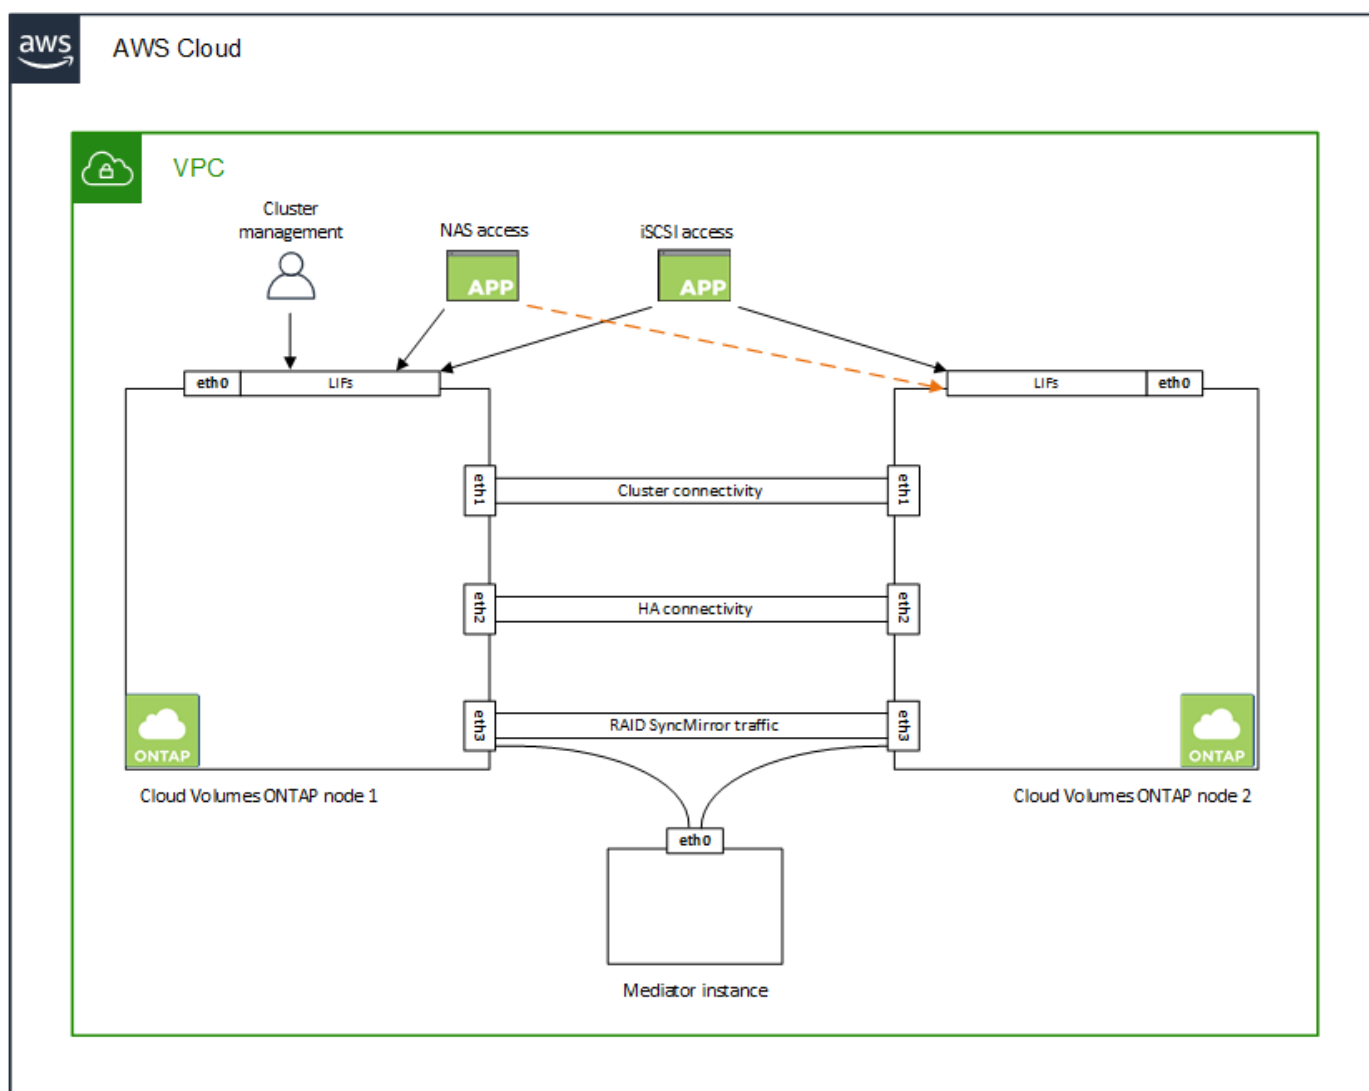 aws
AWS Cloud
VPC
Cluster
management
NAS access
iSCSI access
APP
APP
eth0
LIFs
LIFs
eth0
eth1
Cluster connectivity
eth1
eth2
HA connectivity
eth2
eth3
RAID SyncMirror traffic
eth3
ONTAP
ONTAP
Cloud Volumes ONTAP node 1
Cloud Volumes ONTAP node 2
eth0
Mediator instance